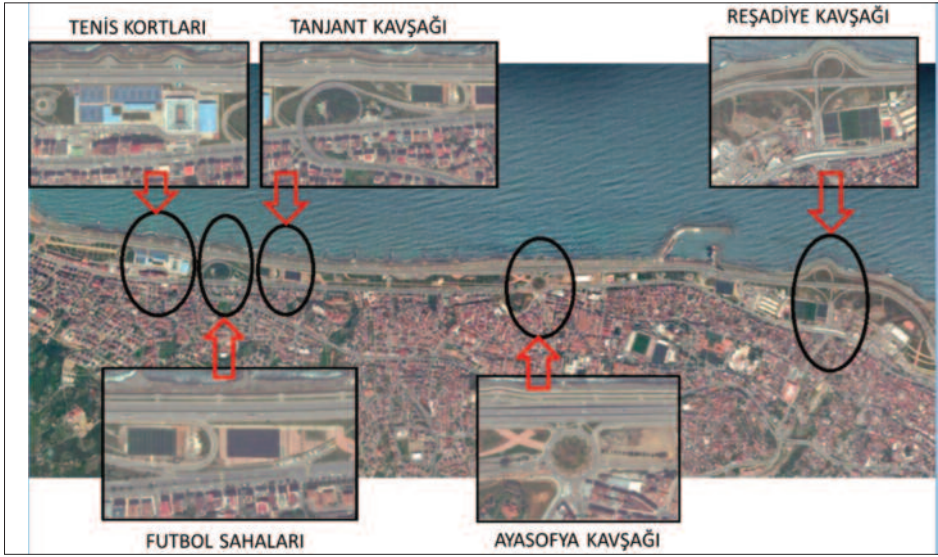 TENİS KORTLARI
TANJANT KAVŞAĞI
REŞADİYE KAVŞAĞI
FUTBOL SAHALARI
AYASOFYA KAVŞAĞI